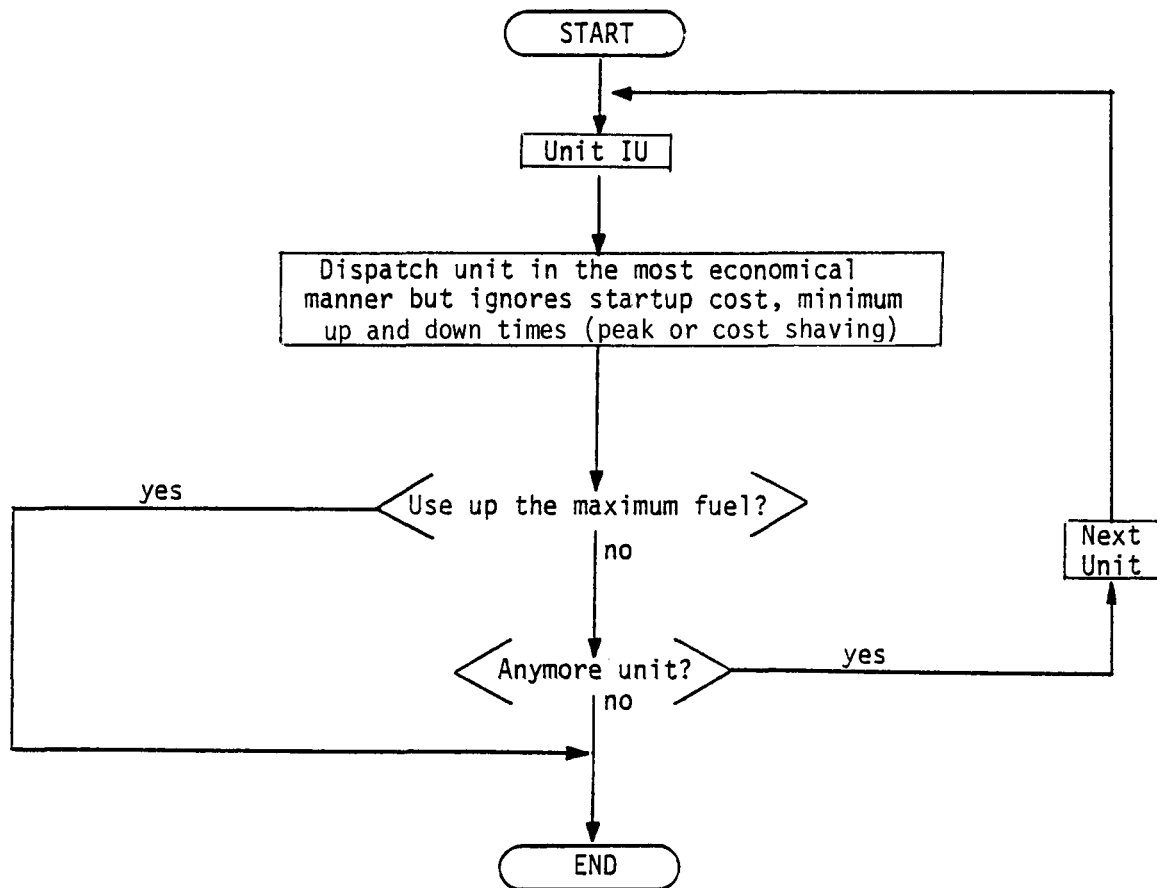 START
Unit IU
Dispatch unit in the most economical
manner but ignores startup cost, minimum
up and down times (peak or cost shaving)
yes
Use up the maximum fuel?
no
Next
Unit
Anymore unit?
yes
no
END